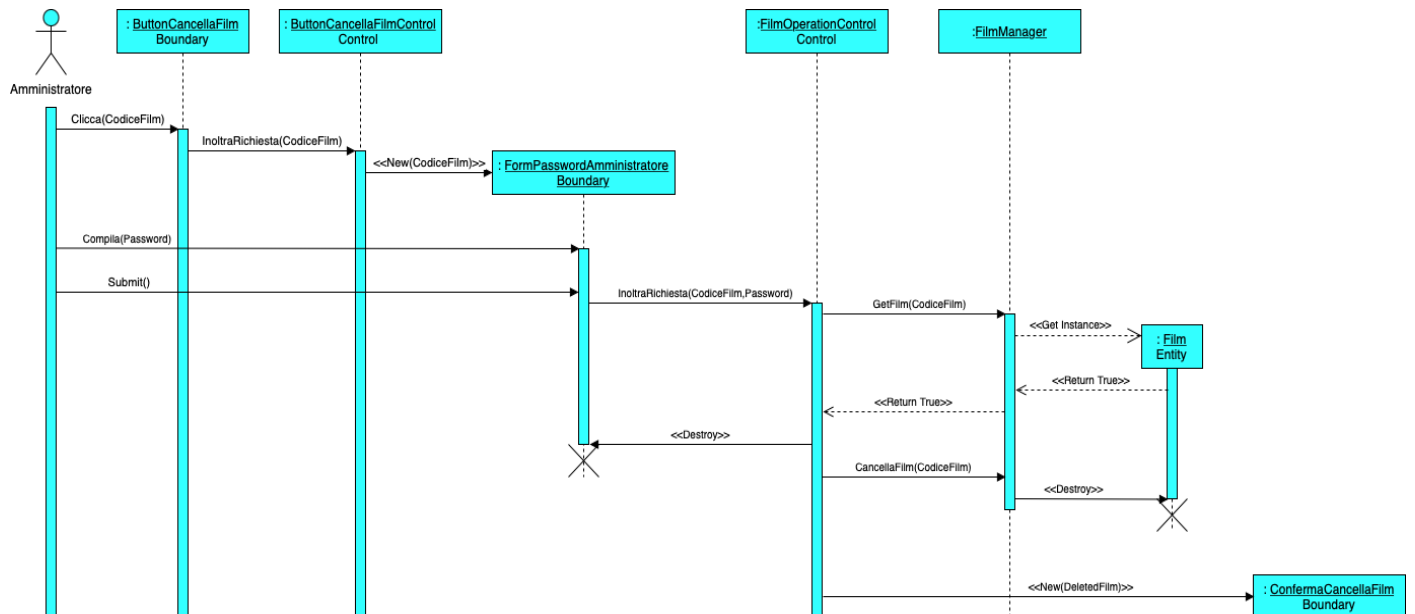 : ButtonCancellaFilm
Boundary
: ButtonCancellaFilmControl
Control
:FilmOperationControl
Control
:FilmManager
Amministratore
Clicca(CodiceFilm)
InoltraRichiesta(CodiceFilm)
<<New(CodiceFilm)>>
: FormPasswordAmministratore
Boundary
Compila(Password)
Submit()
InoltraRichiesta(CodiceFilm,Password)
GetFilm(CodiceFilm)
<<Get Instance>>
: Film
Entity
<<Return True>>
<<Return True>>
<<Destroy>>
CancellaFilm(CodiceFilm)
<<Destroy>>
<<New(DeletedFilm)>>
: ConfermaCancellaFilm
Boundary